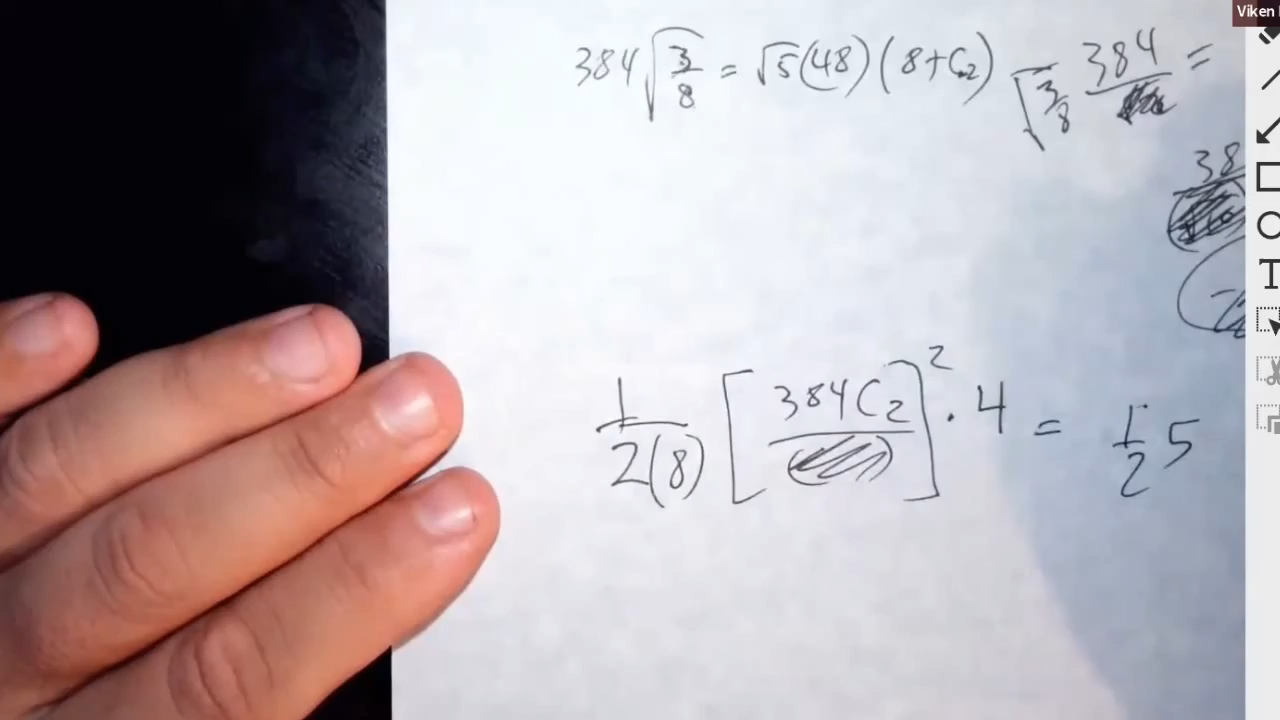 Viken
384√(3/8) = √5(48)(8+C₂) √(3/8) 384/ =
38
1/2(8) [384C₂/ ]² · 4 = 1/2 5
T